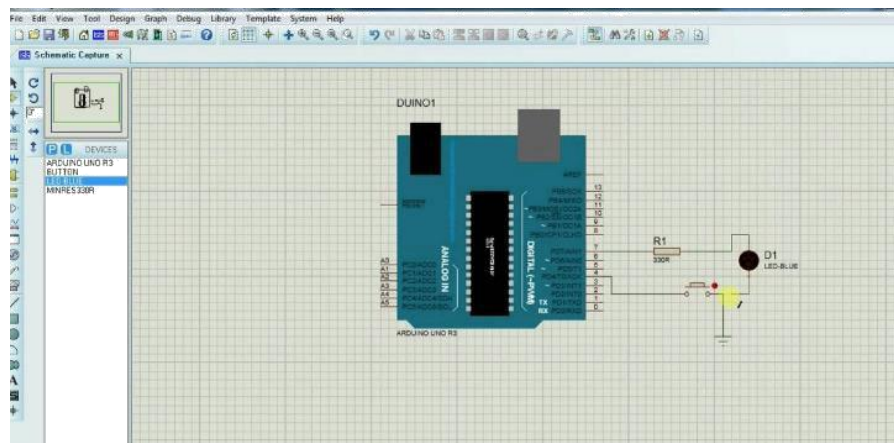 File Edit View Tool Design Graph Debug Library Template System Help
Schematic Capture x
P L DEVICES
ARDUINO UNO R3
BUTTON
LED-BLUE
MINRES330R
DUINO1
AREF
13
12
11
10
9
8
7
6
5
4
3
2
1
0
A0
A1
A2
A3
A4
A5
ANALOG IN
DIGITAL (~PWM)
TX
RX
ARDUINO UNO R3
R1
330R
D1
LED-BLUE